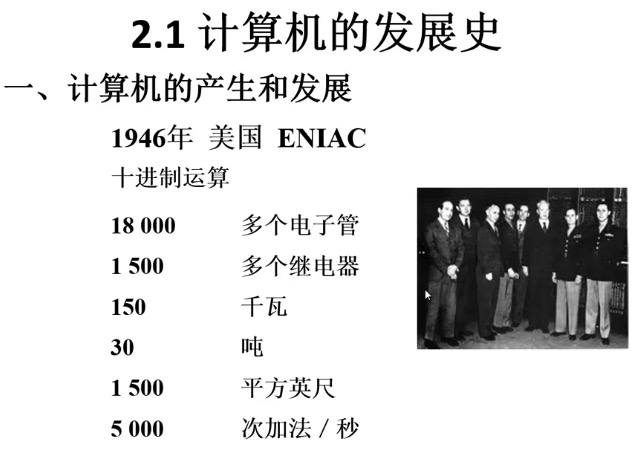 2.1 计算机的发展史
一、计算机的产生和发展
1946年 美国 ENIAC
十进制运算
18 000 多个电子管
1 500 多个继电器
150 千瓦
30 吨
1 500 平方英尺
5 000 次加法 / 秒